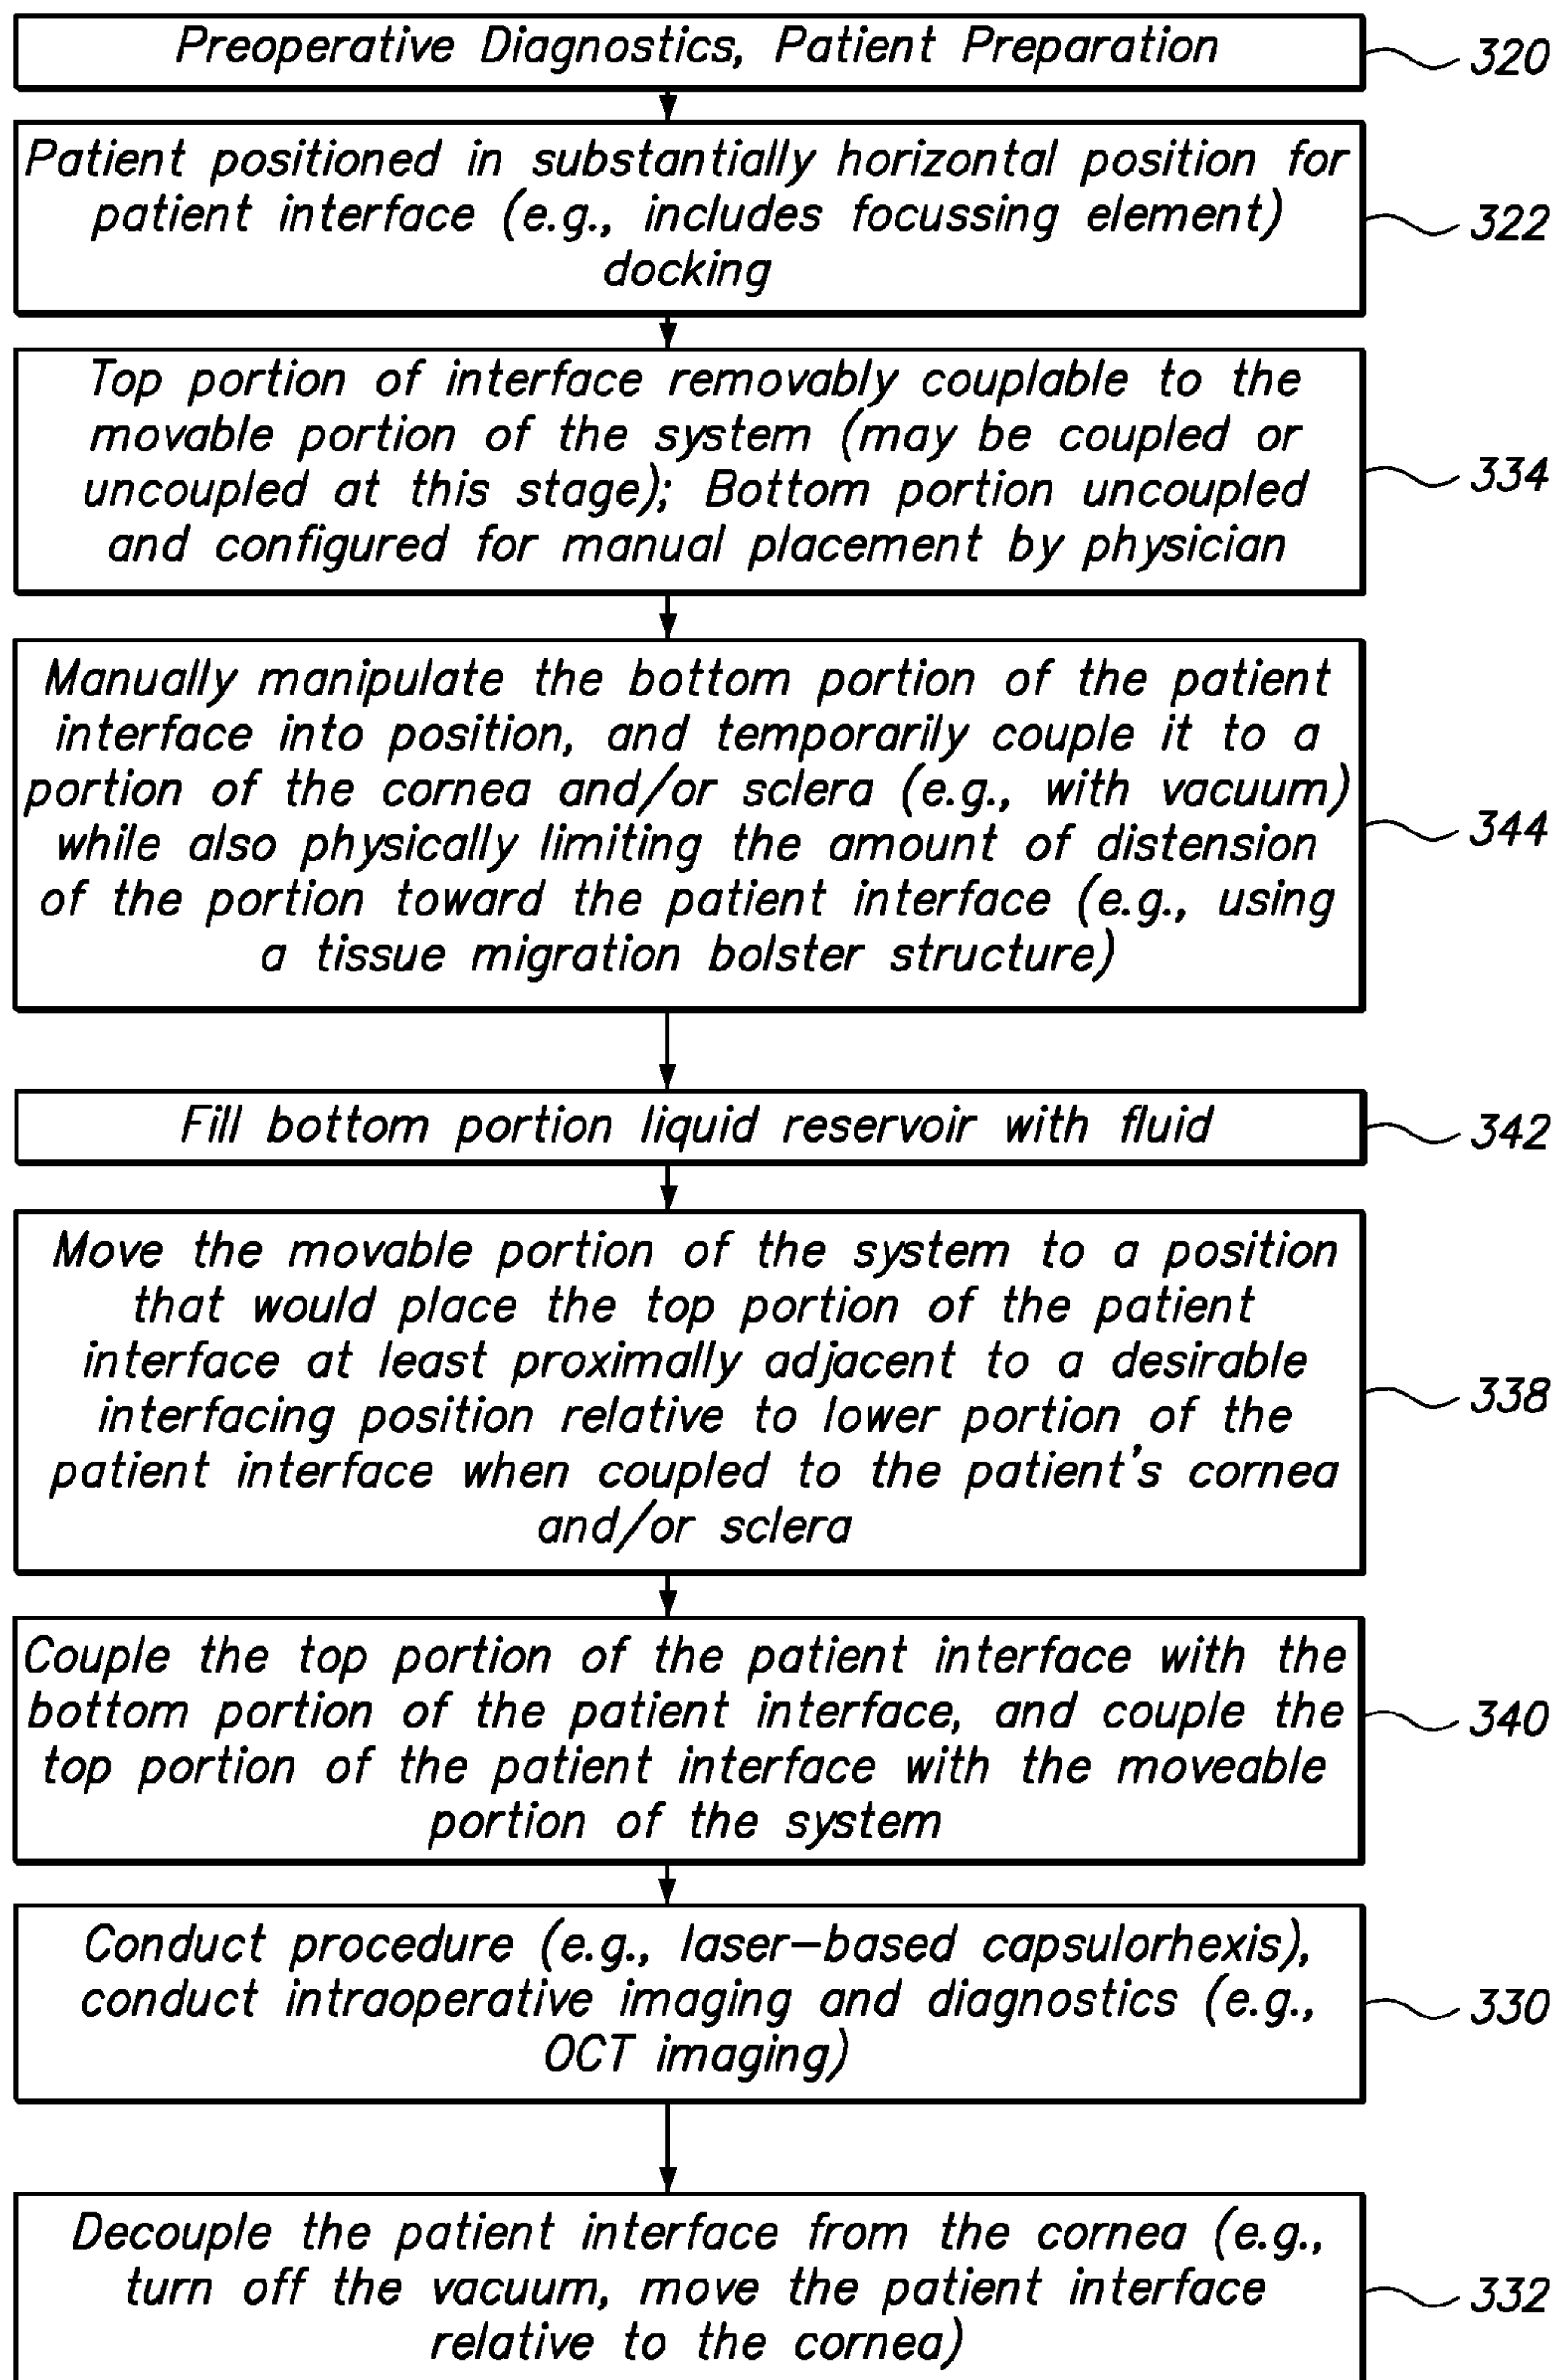 Preoperative Diagnostics, Patient Preparation
320
Patient positioned in substantially horizontal position for
patient interface (e.g., includes focussing element)
docking
322
Top portion of interface removably couplable to the
movable portion of the system (may be coupled or
uncoupled at this stage); Bottom portion uncoupled
and configured for manual placement by physician
334
Manually manipulate the bottom portion of the patient
interface into position, and temporarily couple it to a
portion of the cornea and/or sclera (e.g., with vacuum)
while also physically limiting the amount of distension
of the portion toward the patient interface (e.g., using
a tissue migration bolster structure)
344
Fill bottom portion liquid reservoir with fluid
342
Move the movable portion of the system to a position
that would place the top portion of the patient
interface at least proximally adjacent to a desirable
interfacing position relative to lower portion of the
patient interface when coupled to the patient's cornea
and/or sclera
338
Couple the top portion of the patient interface with the
bottom portion of the patient interface, and couple the
top portion of the patient interface with the moveable
portion of the system
340
Conduct procedure (e.g., laser-based capsulorhexis),
conduct intraoperative imaging and diagnostics (e.g.,
OCT imaging)
330
Decouple the patient interface from the cornea (e.g.,
turn off the vacuum, move the patient interface
relative to the cornea)
332